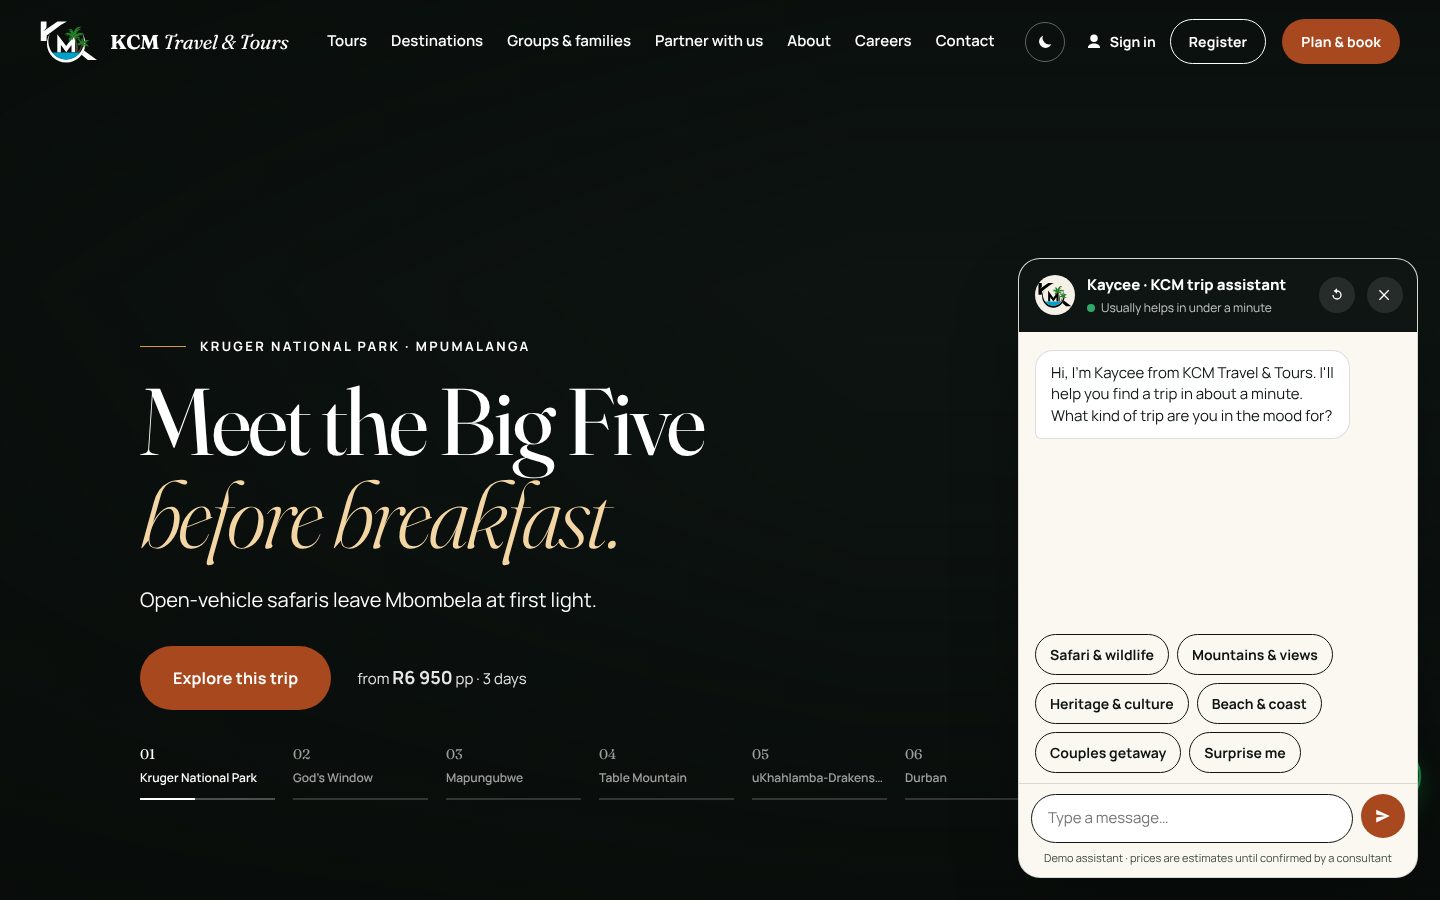 KM
KCM Travel & Tours
Tours
Destinations
Groups & families
Partner with us
About
Careers
Contact
Sign in
Register
Plan & book
KRUGER NATIONAL PARK · MPUMALANGA
Meet the Big Five
before breakfast.
Open-vehicle safaris leave Mbombela at first light.
Explore this trip
from R6 950 pp · 3 days
01
Kruger National Park
02
God's Window
03
Mapungubwe
04
Table Mountain
05
uKhahlamba-Drakens…
06
Durban
KM
Kaycee · KCM trip assistant
Usually helps in under a minute
Hi, I'm Kaycee from KCM Travel & Tours. I'll
help you find a trip in about a minute.
What kind of trip are you in the mood for?
Safari & wildlife
Mountains & views
Heritage & culture
Beach & coast
Couples getaway
Surprise me
Type a message…
Demo assistant · prices are estimates until confirmed by a consultant